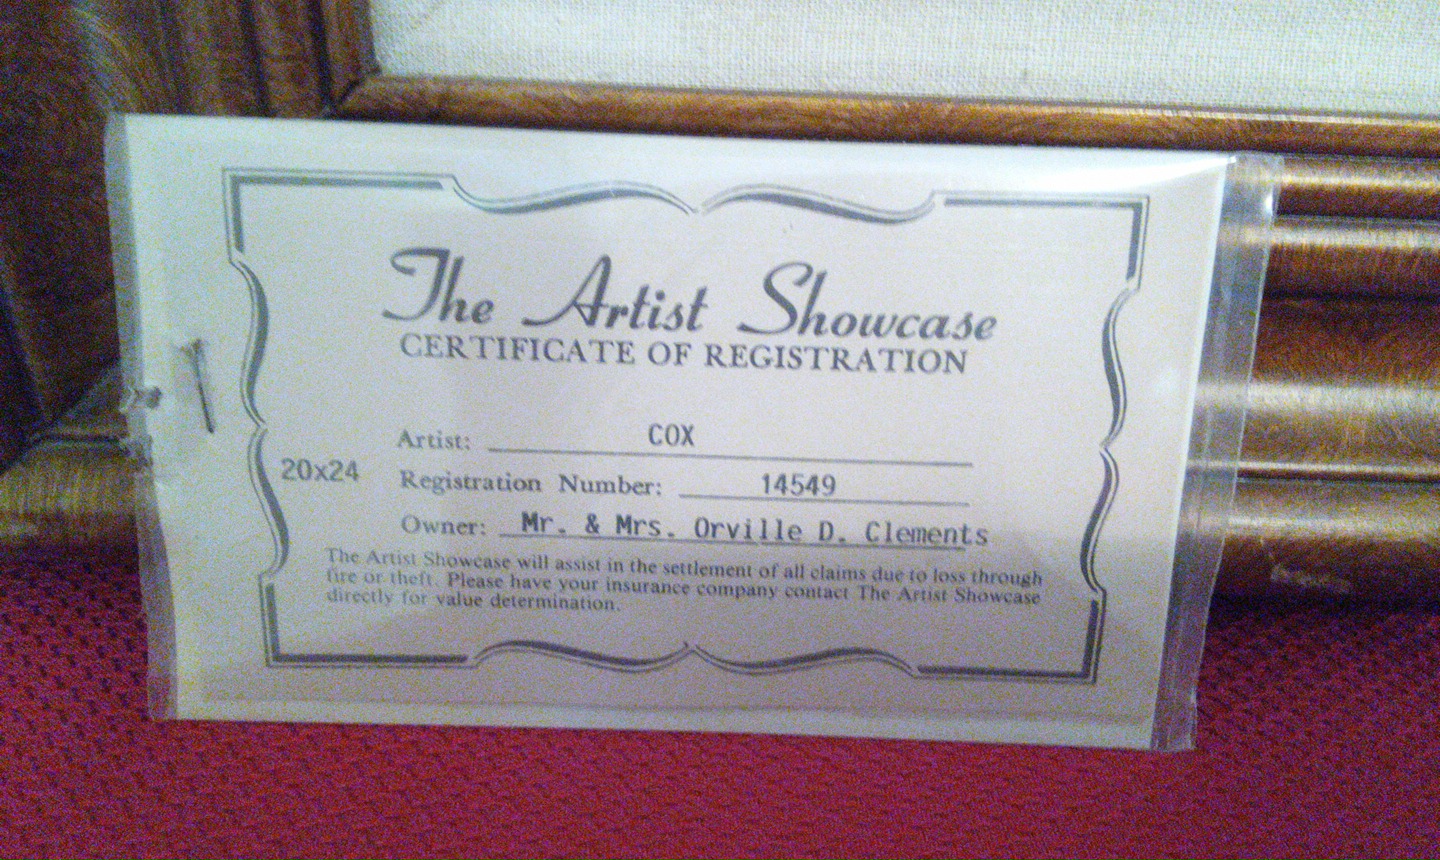 The Artist Showcase
CERTIFICATE OF REGISTRATION
Artist: COX
20x24
Registration Number: 14549
Owner: Mr. & Mrs. Orville D. Clements
The Artist Showcase will assist in the settlement of all claims due to loss through
fire or theft. Please have your insurance company contact The Artist Showcase
directly for value determination.